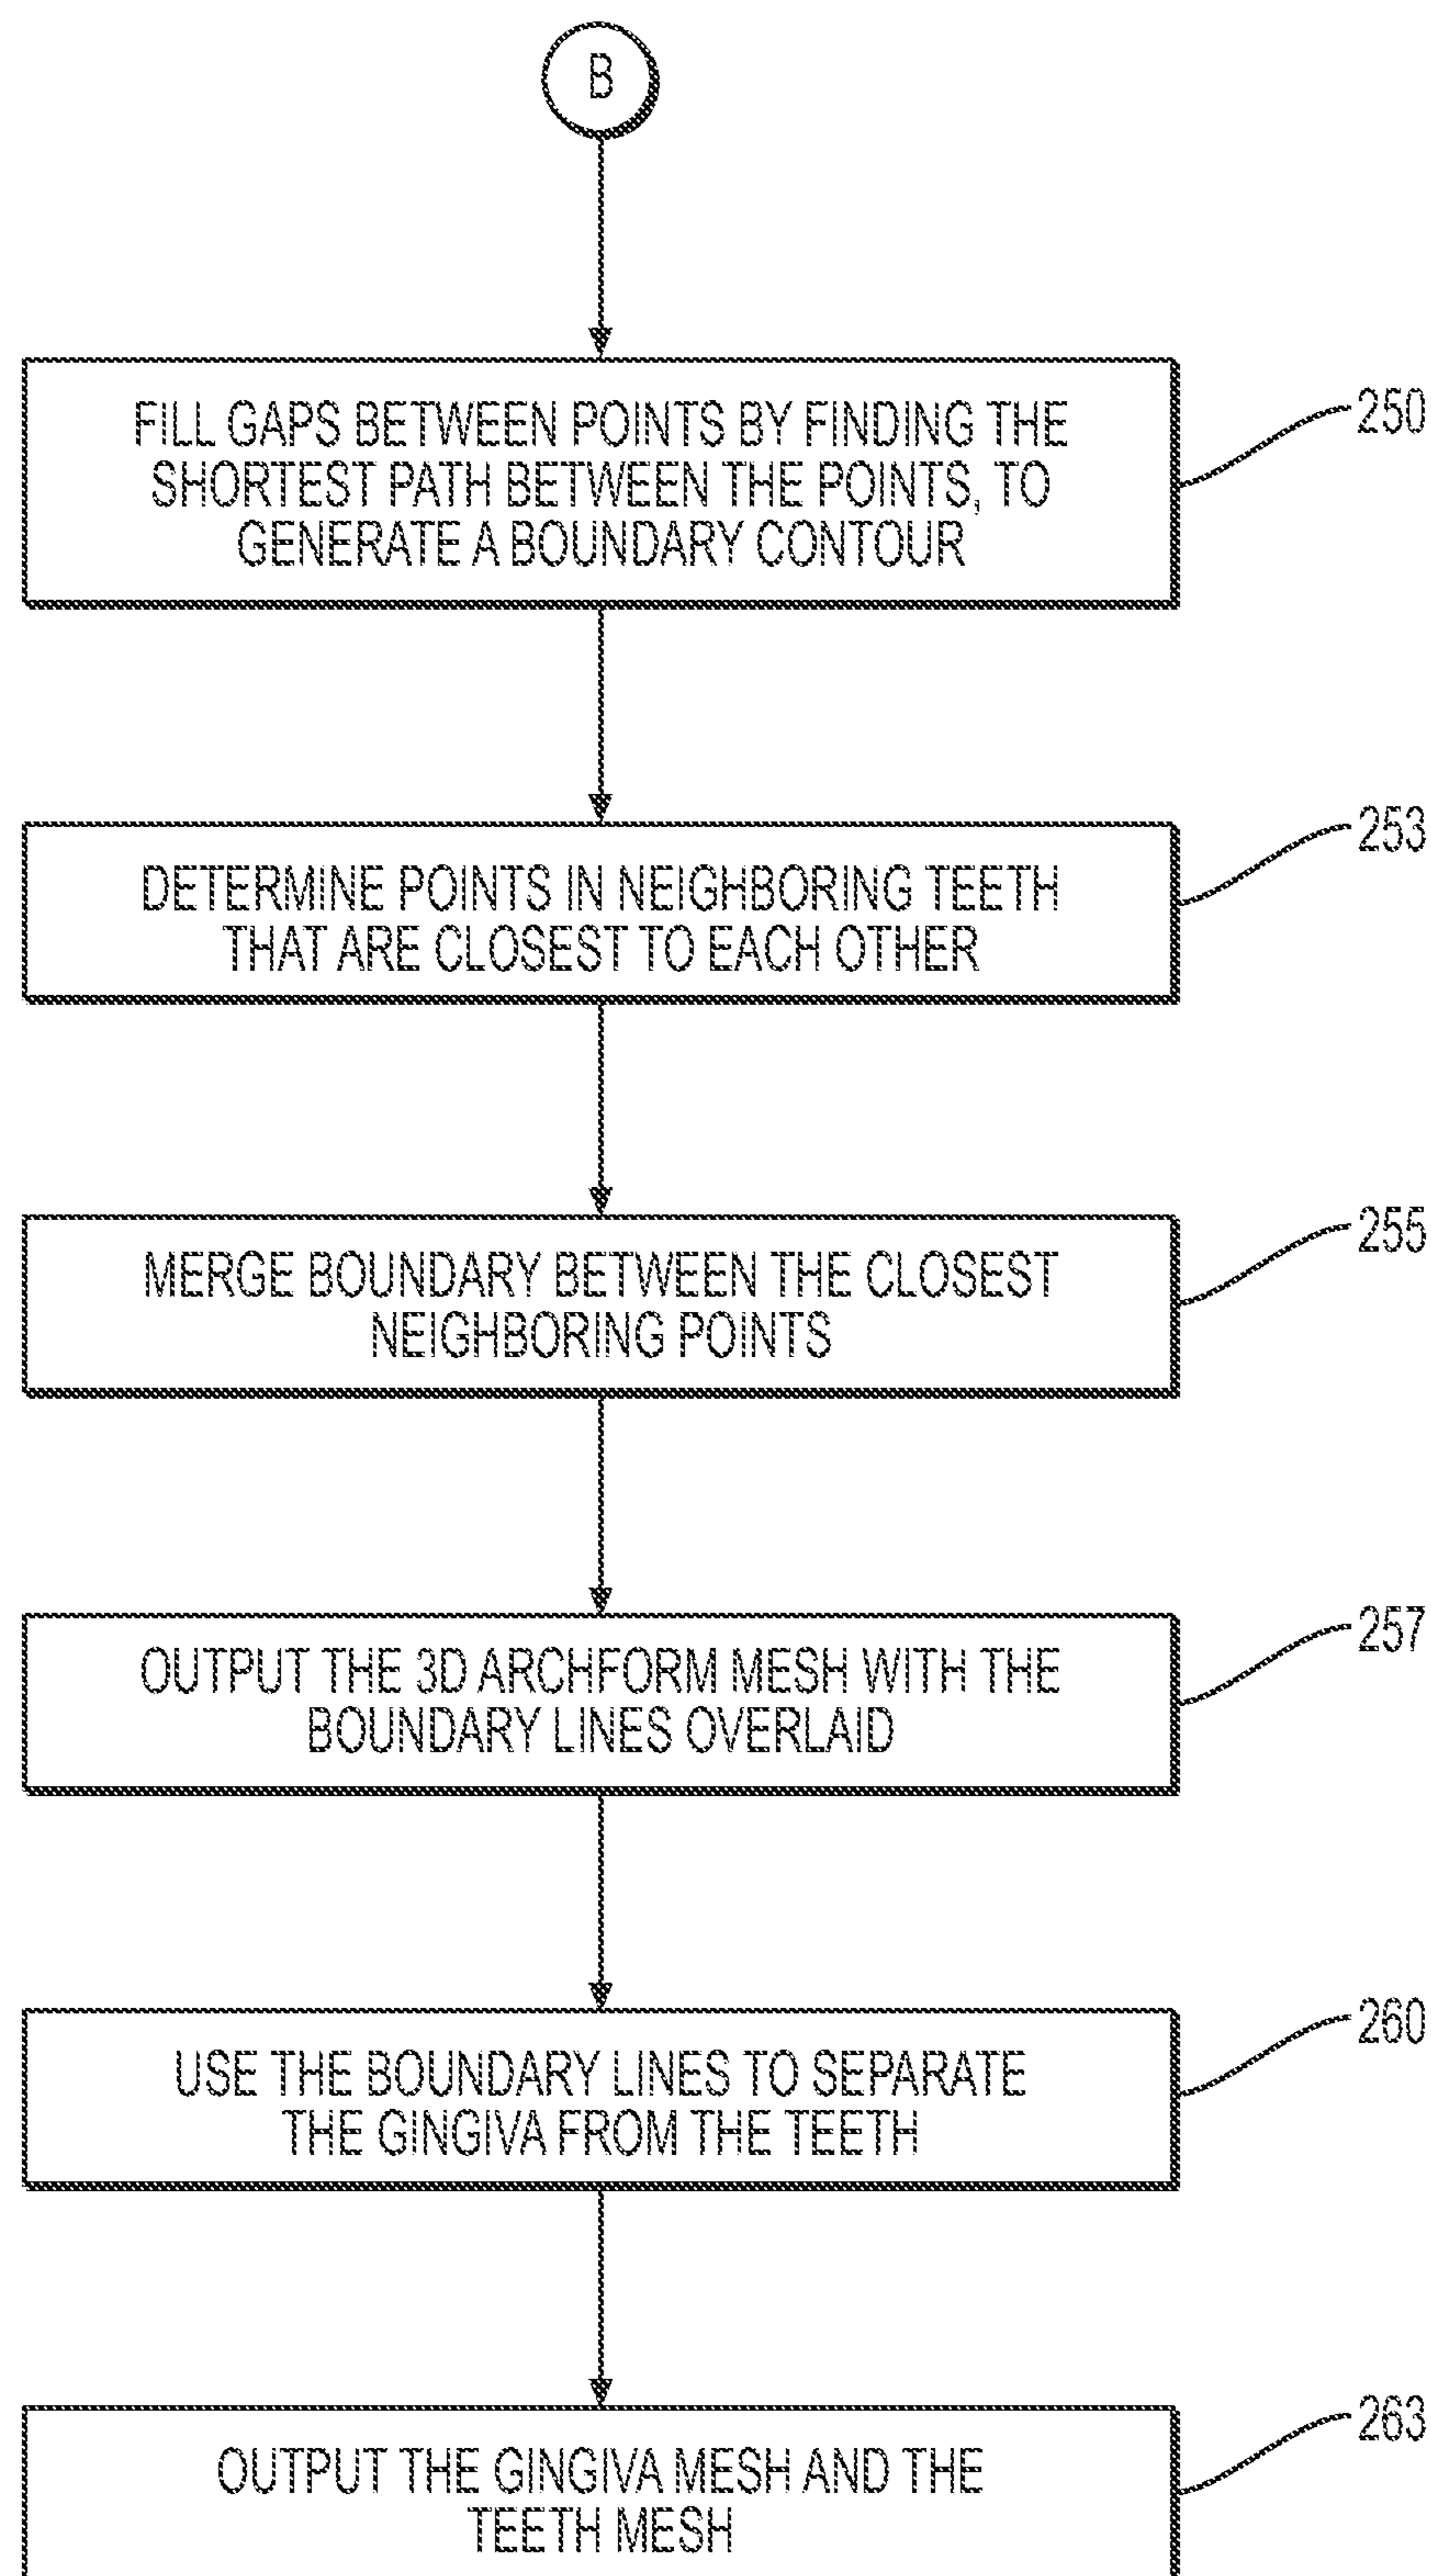 B
FILL GAPS BETWEEN POINTS BY FINDING THE
SHORTEST PATH BETWEEN THE POINTS, TO
GENERATE A BOUNDARY CONTOUR
250
DETERMINE POINTS IN NEIGHBORING TEETH
THAT ARE CLOSEST TO EACH OTHER
253
MERGE BOUNDARY BETWEEN THE CLOSEST
NEIGHBORING POINTS
255
OUTPUT THE 3D ARCHFORM MESH WITH THE
BOUNDARY LINES OVERLAID
257
USE THE BOUNDARY LINES TO SEPARATE
THE GINGIVA FROM THE TEETH
260
OUTPUT THE GINGIVA MESH AND THE
TEETH MESH
263